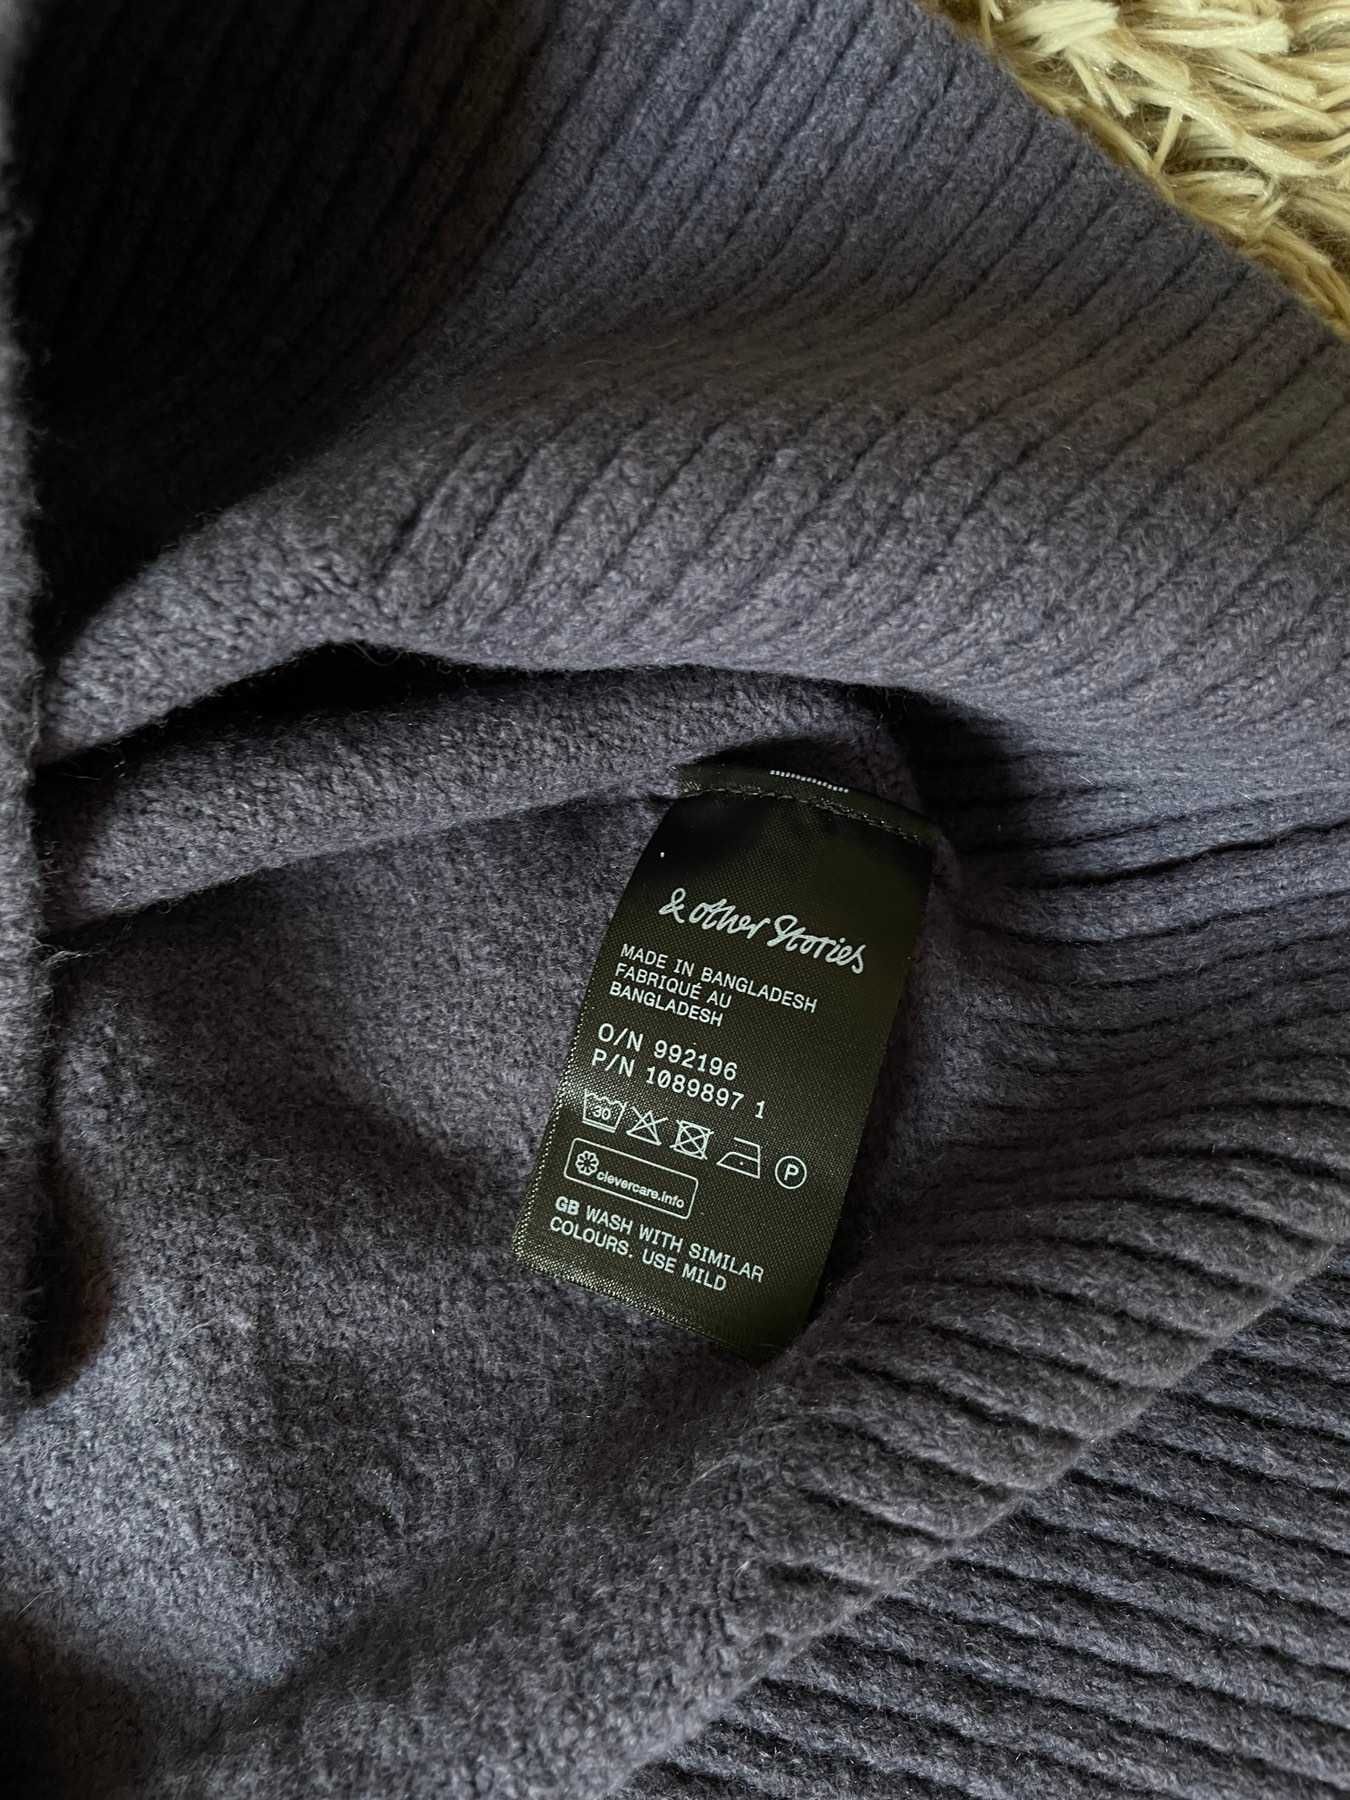 & other Stories
MADE IN BANGLADESH
FABRIQUÉ AU
BANGLADESH
O/N 992196
P/N 1089897 1
30
P
clevercare.info
GB WASH WITH SIMILAR
COLOURS. USE MILD